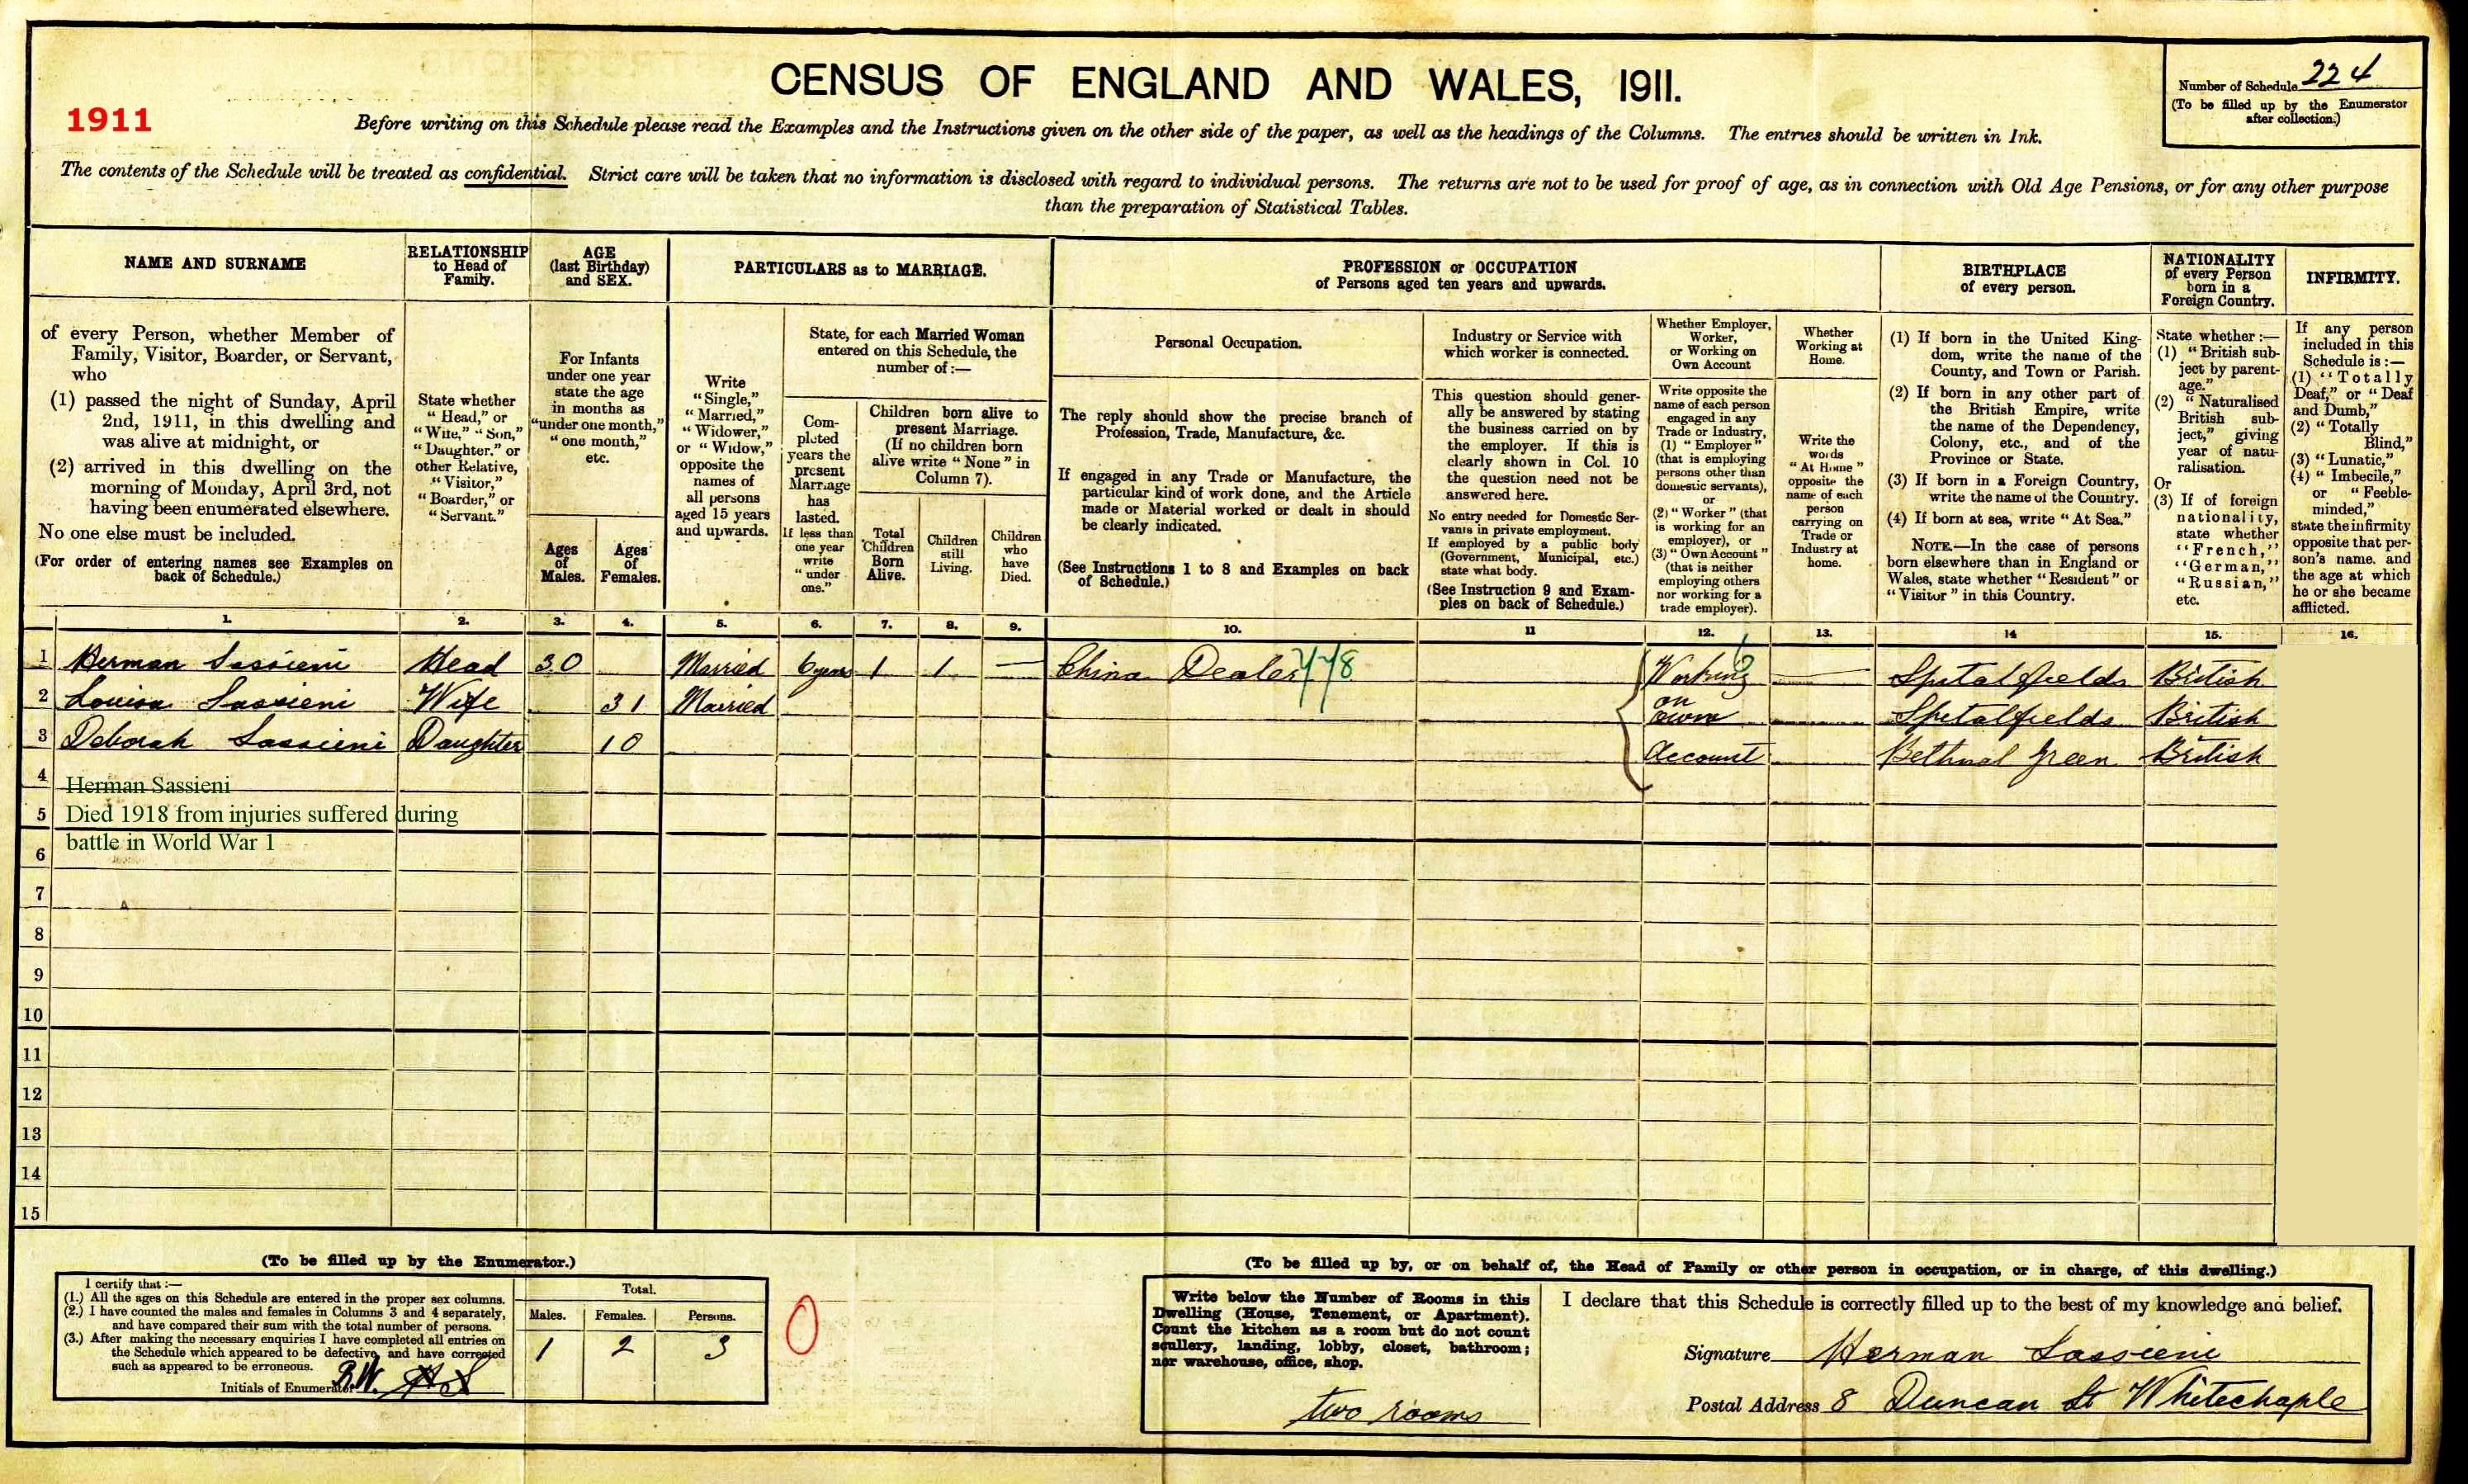 CENSUS OF ENGLAND AND WALES, 1911.
Number of Schedule 224
(To be filled up by the Enumerator
after collection.)
1911
Before writing on this Schedule please read the Examples and the Instructions given on the other side of the paper, as well as the headings of the Columns. The entries should be written in Ink.
The contents of the Schedule will be treated as confidential. Strict care will be taken that no information is disclosed with regard to individual persons. The returns are not to be used for proof of age, as in connection with Old Age Pensions, or for any other purpose
than the preparation of Statistical Tables.
NAME AND SURNAME
of every Person, whether Member of
Family, Visitor, Boarder, or Servant,
who
(1) passed the night of Sunday, April
2nd, 1911, in this dwelling and
was alive at midnight, or
(2) arrived in this dwelling on the
morning of Monday, April 3rd, not
having been enumerated elsewhere.
No one else must be included.
(For order of entering names see Examples on
back of Schedule.)
RELATIONSHIP
to Head of
Family.
State whether
"Head," or
"Wife," "Son,"
"Daughter." or
other Relative,
"Visitor,"
"Boarder," or
"Servant."
AGE
(last Birthday)
and SEX.
For Infants
under one year
state the age
in months as
"under one month,"
"one month,"
etc.
Ages
of
Males.
Ages
of
Females.
PARTICULARS as to MARRIAGE.
Write
"Single,"
"Married,"
"Widower,"
or "Widow,"
opposite the
names of
all persons
aged 15 years
and upwards.
State, for each Married Woman
entered on this Schedule, the
number of:—
Com-
pleted
years the
present
Marriage
has
lasted.
If less than
one year
write
"under
one."
Children born alive to
present Marriage.
(If no children born
alive write "None" in
Column 7).
Total
Children
Born
Alive.
Children
still
Living.
Children
who
have
Died.
PROFESSION or OCCUPATION
of Persons aged ten years and upwards.
Personal Occupation.
The reply should show the precise branch of
Profession, Trade, Manufacture, &c.
If engaged in any Trade or Manufacture, the
particular kind of work done, and the Article
made or Material worked or dealt in should
be clearly indicated.
(See Instructions 1 to 8 and Examples on back
of Schedule.)
Industry or Service with
which worker is connected.
This question should gener-
ally be answered by stating
the business carried on by
the employer. If this is
clearly shown in Col. 10
the question need not be
answered here.
No entry needed for Domestic Ser-
vants in private employment.
If employed by a public body
(Government, Municipal, etc.)
state what body.
(See Instruction 9 and Exam-
ples on back of Schedule.)
Whether Employer,
Worker,
or Working on
Own Account
Write opposite the
name of each person
engaged in any
Trade or Industry,
(1) "Employer"
(that is employing
persons other than
domestic servants),
or
(2) "Worker" (that
is working for an
employer), or
(3) "Own Account"
(that is neither
employing others
nor working for a
trade employer).
Whether
Working at
Home.
Write the
words
"At Home"
opposite the
name of each
person
carrying on
Trade or
Industry at
home.
BIRTHPLACE
of every person.
(1) If born in the United King-
dom, write the name of the
County, and Town or Parish.
(2) If born in any other part of
the British Empire, write
the name of the Dependency,
Colony, etc., and of the
Province or State.
(3) If born in a Foreign Country,
write the name of the Country.
(4) If born at sea, write "At Sea."
NOTE.—In the case of persons
born elsewhere than in England or
Wales, state whether "Resident" or
"Visitor" in this Country.
NATIONALITY
of every Person
born in a
Foreign Country.
State whether :—
(1) "British sub-
ject by parent-
age."
(2) "Naturalised
British sub-
ject," giving
year of natu-
ralisation.
Or
(3) If of foreign
nationality,
state whether
"French,"
"German,"
"Russian,"
etc.
INFIRMITY.
If any person
included in this
Schedule is:—
(1) "Totally
Deaf," or "Deaf
and Dumb,"
(2) "Totally
Blind,"
(3) "Lunatic,"
(4) "Imbecile,"
or "Feeble-
minded,"
state the infirmity
opposite that per-
son's name. and
the age at which
he or she became
afflicted.
1. 2. 3. 4. 5. 6. 7. 8. 9. 10. 11 12. 13. 14 15. 16.
1 Herman Sassieni Head 30 Married 6 years 1 1 — China Dealer 778 Working — Spitalfields British
2 Louisa Sassieni Wife 31 Married on own — Spitalfields British
3 Deborah Sassieni Daughter 10 Account — Bethnal Green British
4 Herman Sassieni
5 Died 1918 from injuries suffered during
battle in World War 1
6
7
8
9
10
11
12
13
14
15
(To be filled up by the Enumerator.)
I certify that :—
(1.) All the ages on this Schedule are entered in the proper sex columns.
(2.) I have counted the males and females in Columns 3 and 4 separately,
and have compared their sum with the total number of persons.
(3.) After making the necessary enquiries I have completed all entries on
the Schedule which appeared to be defective, and have corrected
such as appeared to be erroneous.
Initials of Enumerator R.W.
Total.
Males. Females. Persons.
1 2 3
0
(To be filled up by, or on behalf of, the Head of Family or other person in occupation, or in charge, of this dwelling.)
Write below the Number of Rooms in this
Dwelling (House, Tenement, or Apartment).
Count the kitchen as a room but do not count
scullery, landing, lobby, closet, bathroom;
nor warehouse, office, shop.
two rooms
I declare that this Schedule is correctly filled up to the best of my knowledge and belief.
Signature Herman Sassieni
Postal Address 8 Duncan St Whitechaple